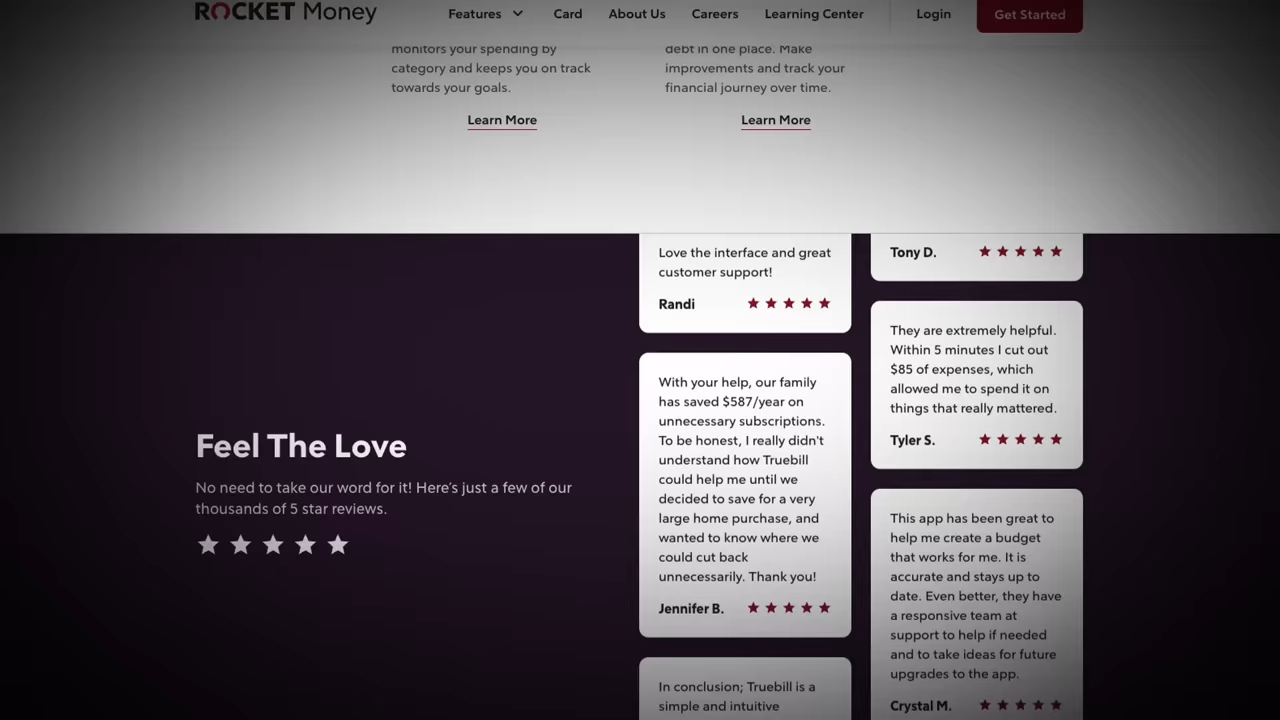 ROCKET Money Features Card About Us Careers Learning Center Login Get Started
monitors your spending by
category and keeps you on track
towards your goals.
Learn More
debt in one place. Make
improvements and track your
financial journey over time.
Learn More
Feel The Love
No need to take our word for it! Here's just a few of our
thousands of 5 star reviews.
Love the interface and great
customer support!
Randi
With your help, our family
has saved $587/year on
unnecessary subscriptions.
To be honest, I really didn't
understand how Truebill
could help me until we
decided to save for a very
large home purchase, and
wanted to know where we
could cut back
unnecessarily. Thank you!
Jennifer B.
In conclusion; Truebill is a
simple and intuitive
Tony D.
They are extremely helpful.
Within 5 minutes I cut out
$85 of expenses, which
allowed me to spend it on
things that really mattered.
Tyler S.
This app has been great to
help me create a budget
that works for me. It is
accurate and stays up to
date. Even better, they have
a responsive team at
support to help if needed
and to take ideas for future
upgrades to the app.
Crystal M.